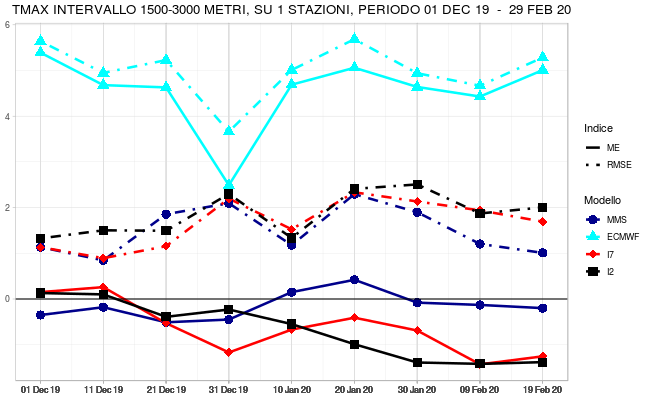 TMAX INTERVALLO 1500-3000 METRI, SU 1 STAZIONI, PERIODO 01 DEC 19 - 29 FEB 20
6
4
2
0
01 Dec 19
11 Dec 19
21 Dec 19
31 Dec 19
10 Jan 20
20 Jan 20
30 Jan 20
09 Feb 20
19 Feb 20
Indice
ME
RMSE
Modello
MMS
ECMWF
I7
I2